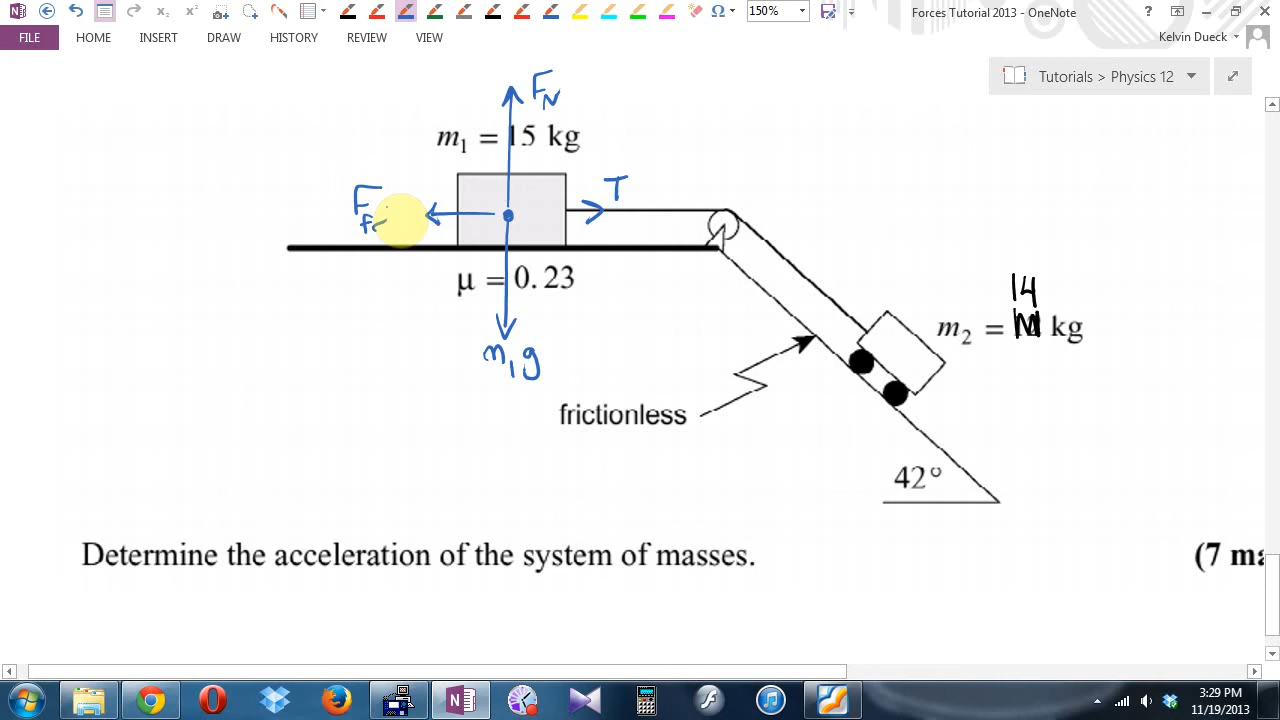 150%
Forces Tutorial 2013 - OneNote
FILE HOME INSERT DRAW HISTORY REVIEW VIEW
Kelvin Dueck
Tutorials > Physics 12
F_N
m₁ = 15 kg
T
μ = 0.23
m₁g
14
m₂ = kg
frictionless
42°
Determine the acceleration of the system of masses.
(7
3:29 PM
11/19/2013